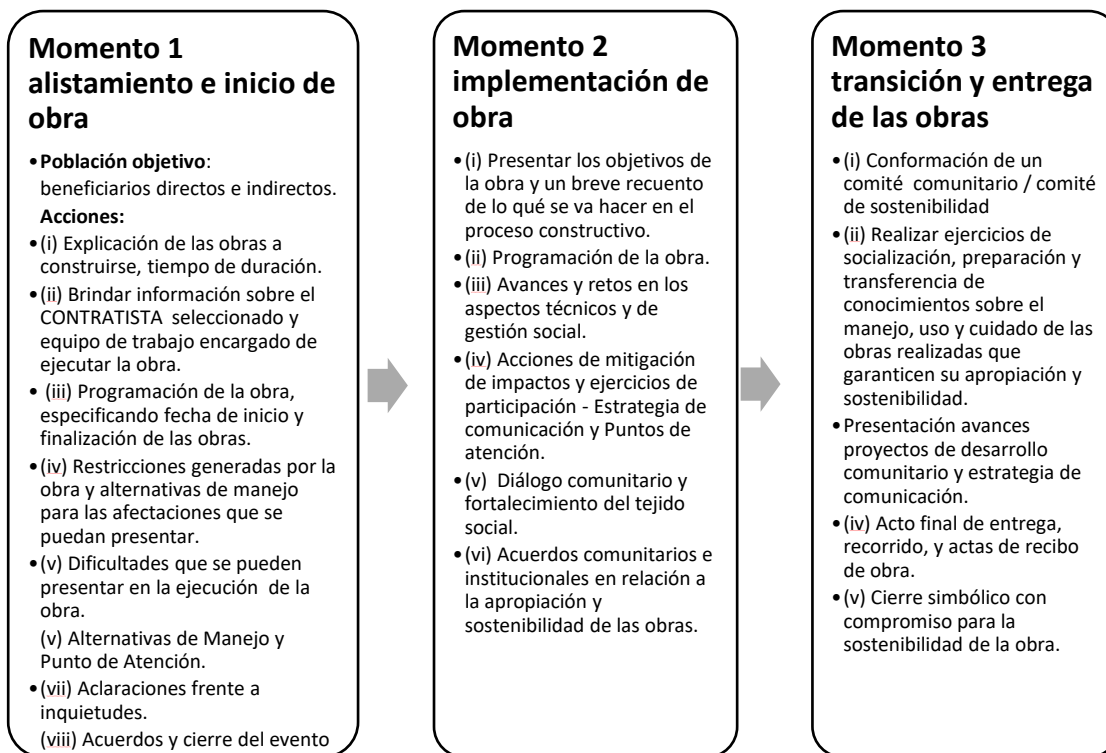 Momento 1
alistamiento e inicio de
obra
•Población objetivo:
beneficiarios directos e indirectos.
Acciones:
•(i) Explicación de las obras a
construirse, tiempo de duración.
•(ii) Brindar información sobre el
CONTRATISTA seleccionado y
equipo de trabajo encargado de
ejecutar la obra.
• (iii) Programación de la obra,
especificando fecha de inicio y
finalización de las obras.
•(iv) Restricciones generadas por la
obra y alternativas de manejo
para las afectaciones que se
puedan presentar.
•(v) Dificultades que se pueden
presentar en la ejecución de la
obra.
(v) Alternativas de Manejo y
Punto de Atención.
•(vii) Aclaraciones frente a
inquietudes.
(viii) Acuerdos y cierre del evento
Momento 2
implementación de
obra
•(i) Presentar los objetivos de
la obra y un breve recuento
de lo qué se va hacer en el
proceso constructivo.
•(ii) Programación de la obra.
•(iii) Avances y retos en los
aspectos técnicos y de
gestión social.
•(iv) Acciones de mitigación
de impactos y ejercicios de
participación - Estrategia de
comunicación y Puntos de
atención.
•(v) Diálogo comunitario y
fortalecimiento del tejido
social.
•(vi) Acuerdos comunitarios e
institucionales en relación a
la apropiación y
sostenibilidad de las obras.
Momento 3
transición y entrega
de las obras
•(i) Conformación de un
comité comunitario / comité
de sostenibilidad
•(ii) Realizar ejercicios de
socialización, preparación y
transferencia de
conocimientos sobre el
manejo, uso y cuidado de las
obras realizadas que
garanticen su apropiación y
sostenibilidad.
•Presentación avances
proyectos de desarrollo
comunitario y estrategia de
comunicación.
•(iv) Acto final de entrega,
recorrido, y actas de recibo
de obra.
•(v) Cierre simbólico con
compromiso para la
sostenibilidad de la obra.